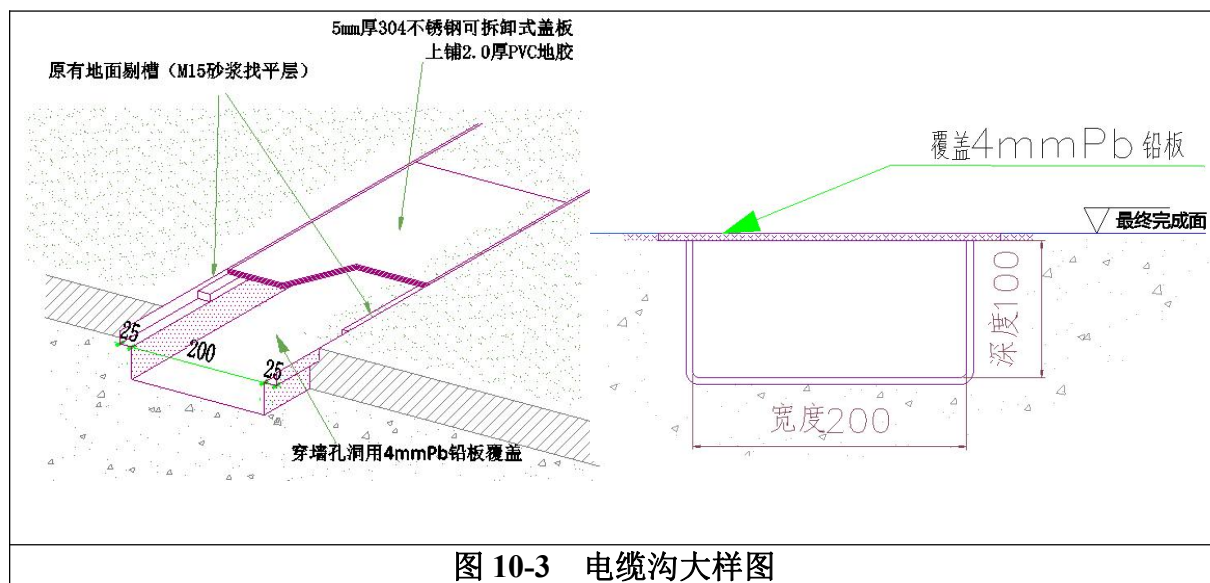 5mm厚304不锈钢可拆卸式盖板
上铺2.0厚PVC地胶
原有地面剔槽（M15砂浆找平层）
25
200
25
穿墙孔洞用4mmPb铅板覆盖
覆盖4mmPb铅板
最终完成面
深度100
宽度200
图 10-3 电缆沟大样图